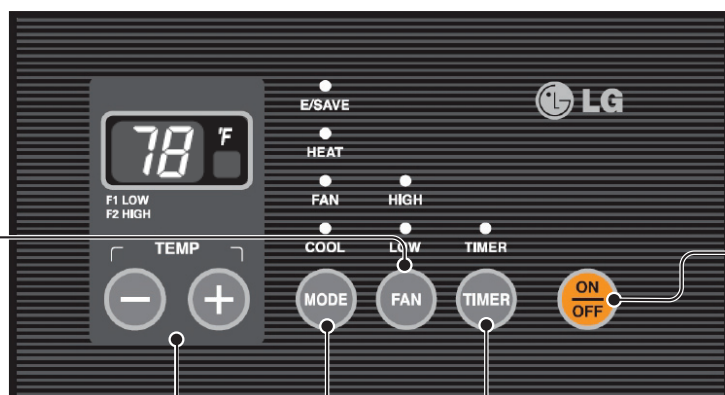 E/SAVE
LG
HEAT
78 °F
FAN HIGH
F1 LOW
F2 HIGH
COOL LOW TIMER
TEMP
− + MODE FAN TIMER ON
OFF